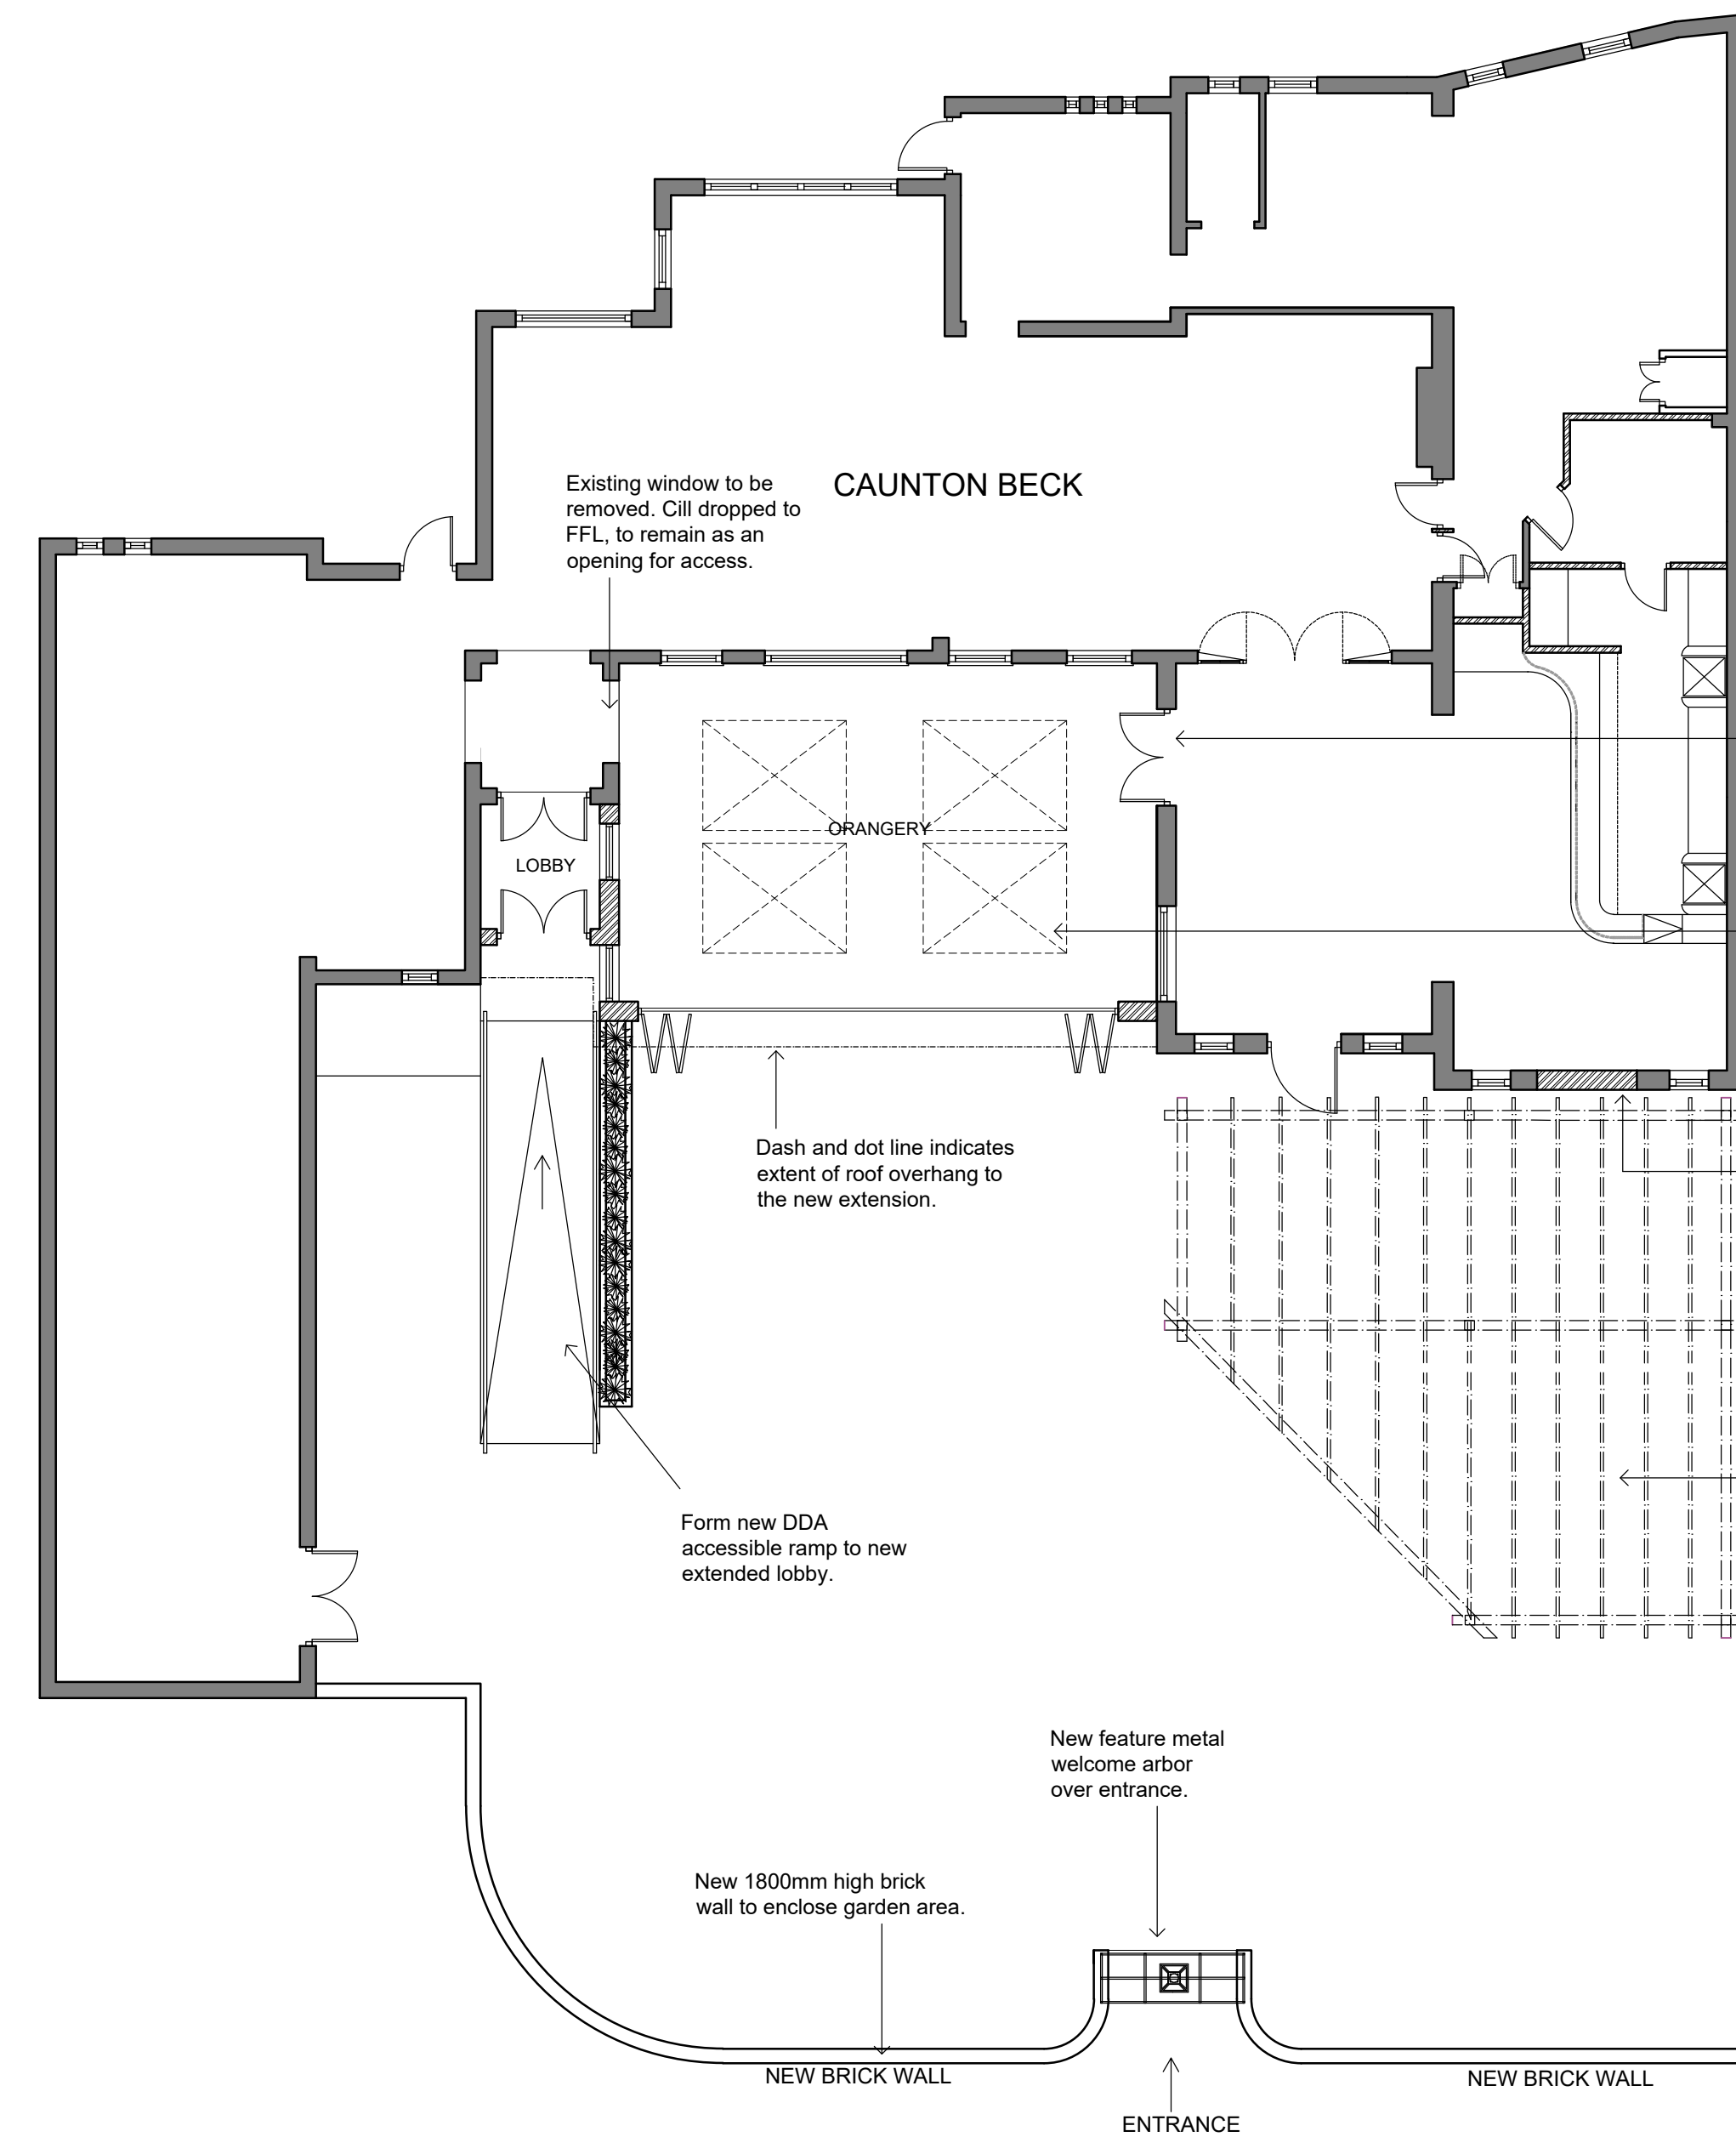 Existing window to be
removed. Cill dropped to
FFL, to remain as an
opening for access.
CAUNTON BECK
ORANGERY
LOBBY
Dash and dot line indicates
extent of roof overhang to
the new extension.
Form new DDA
accessible ramp to new
extended lobby.
New feature metal
welcome arbor
over entrance.
New 1800mm high brick
wall to enclose garden area.
NEW BRICK WALL
NEW BRICK WALL
ENTRANCE